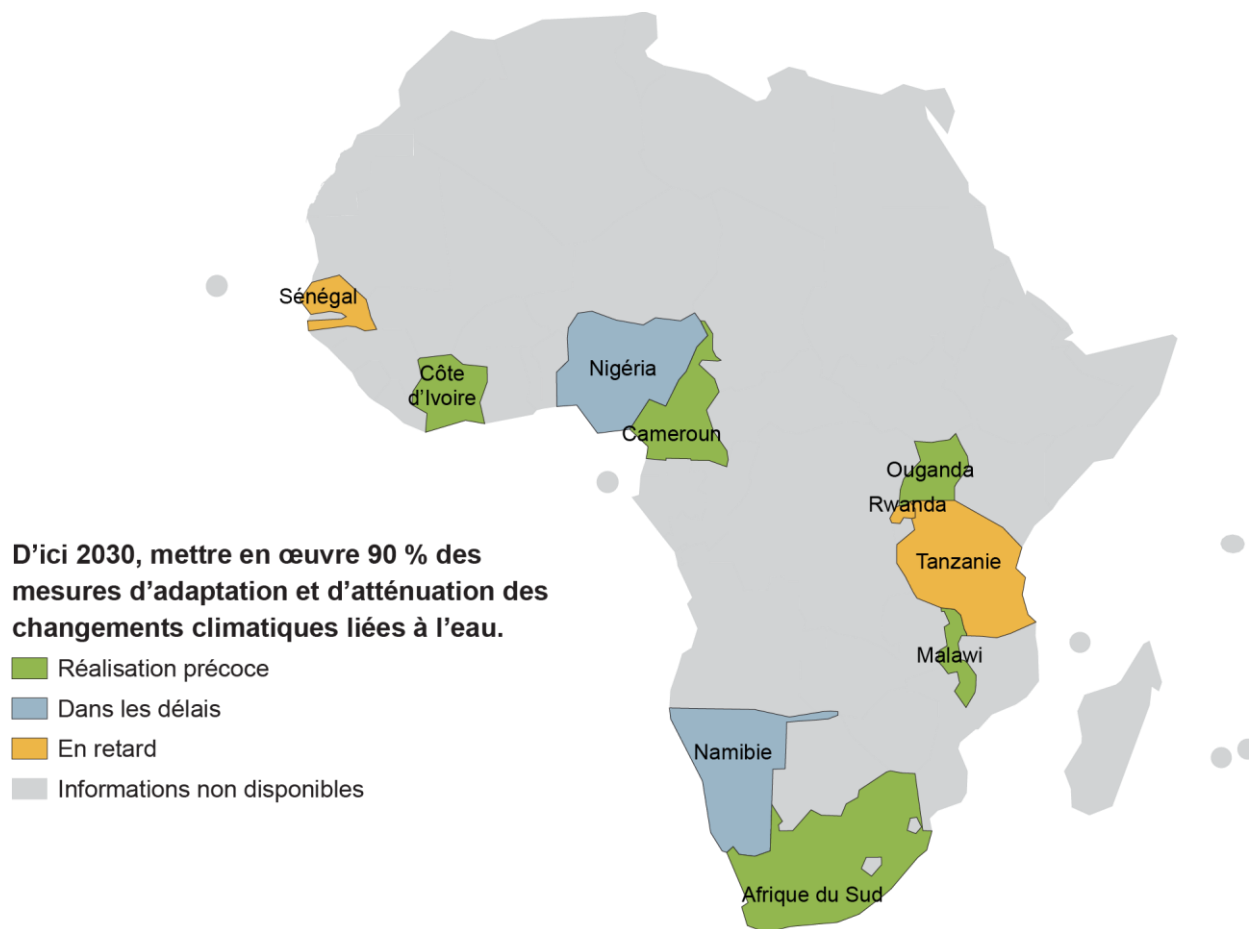 Sénégal
Côte
d'Ivoire
Nigéria
Cameroun
Ouganda
Rwanda
Tanzanie
Malawi
Namibie
Afrique du Sud
D'ici 2030, mettre en œuvre 90 % des
mesures d'adaptation et d'atténuation des
changements climatiques liées à l'eau.
Réalisation précoce
Dans les délais
En retard
Informations non disponibles